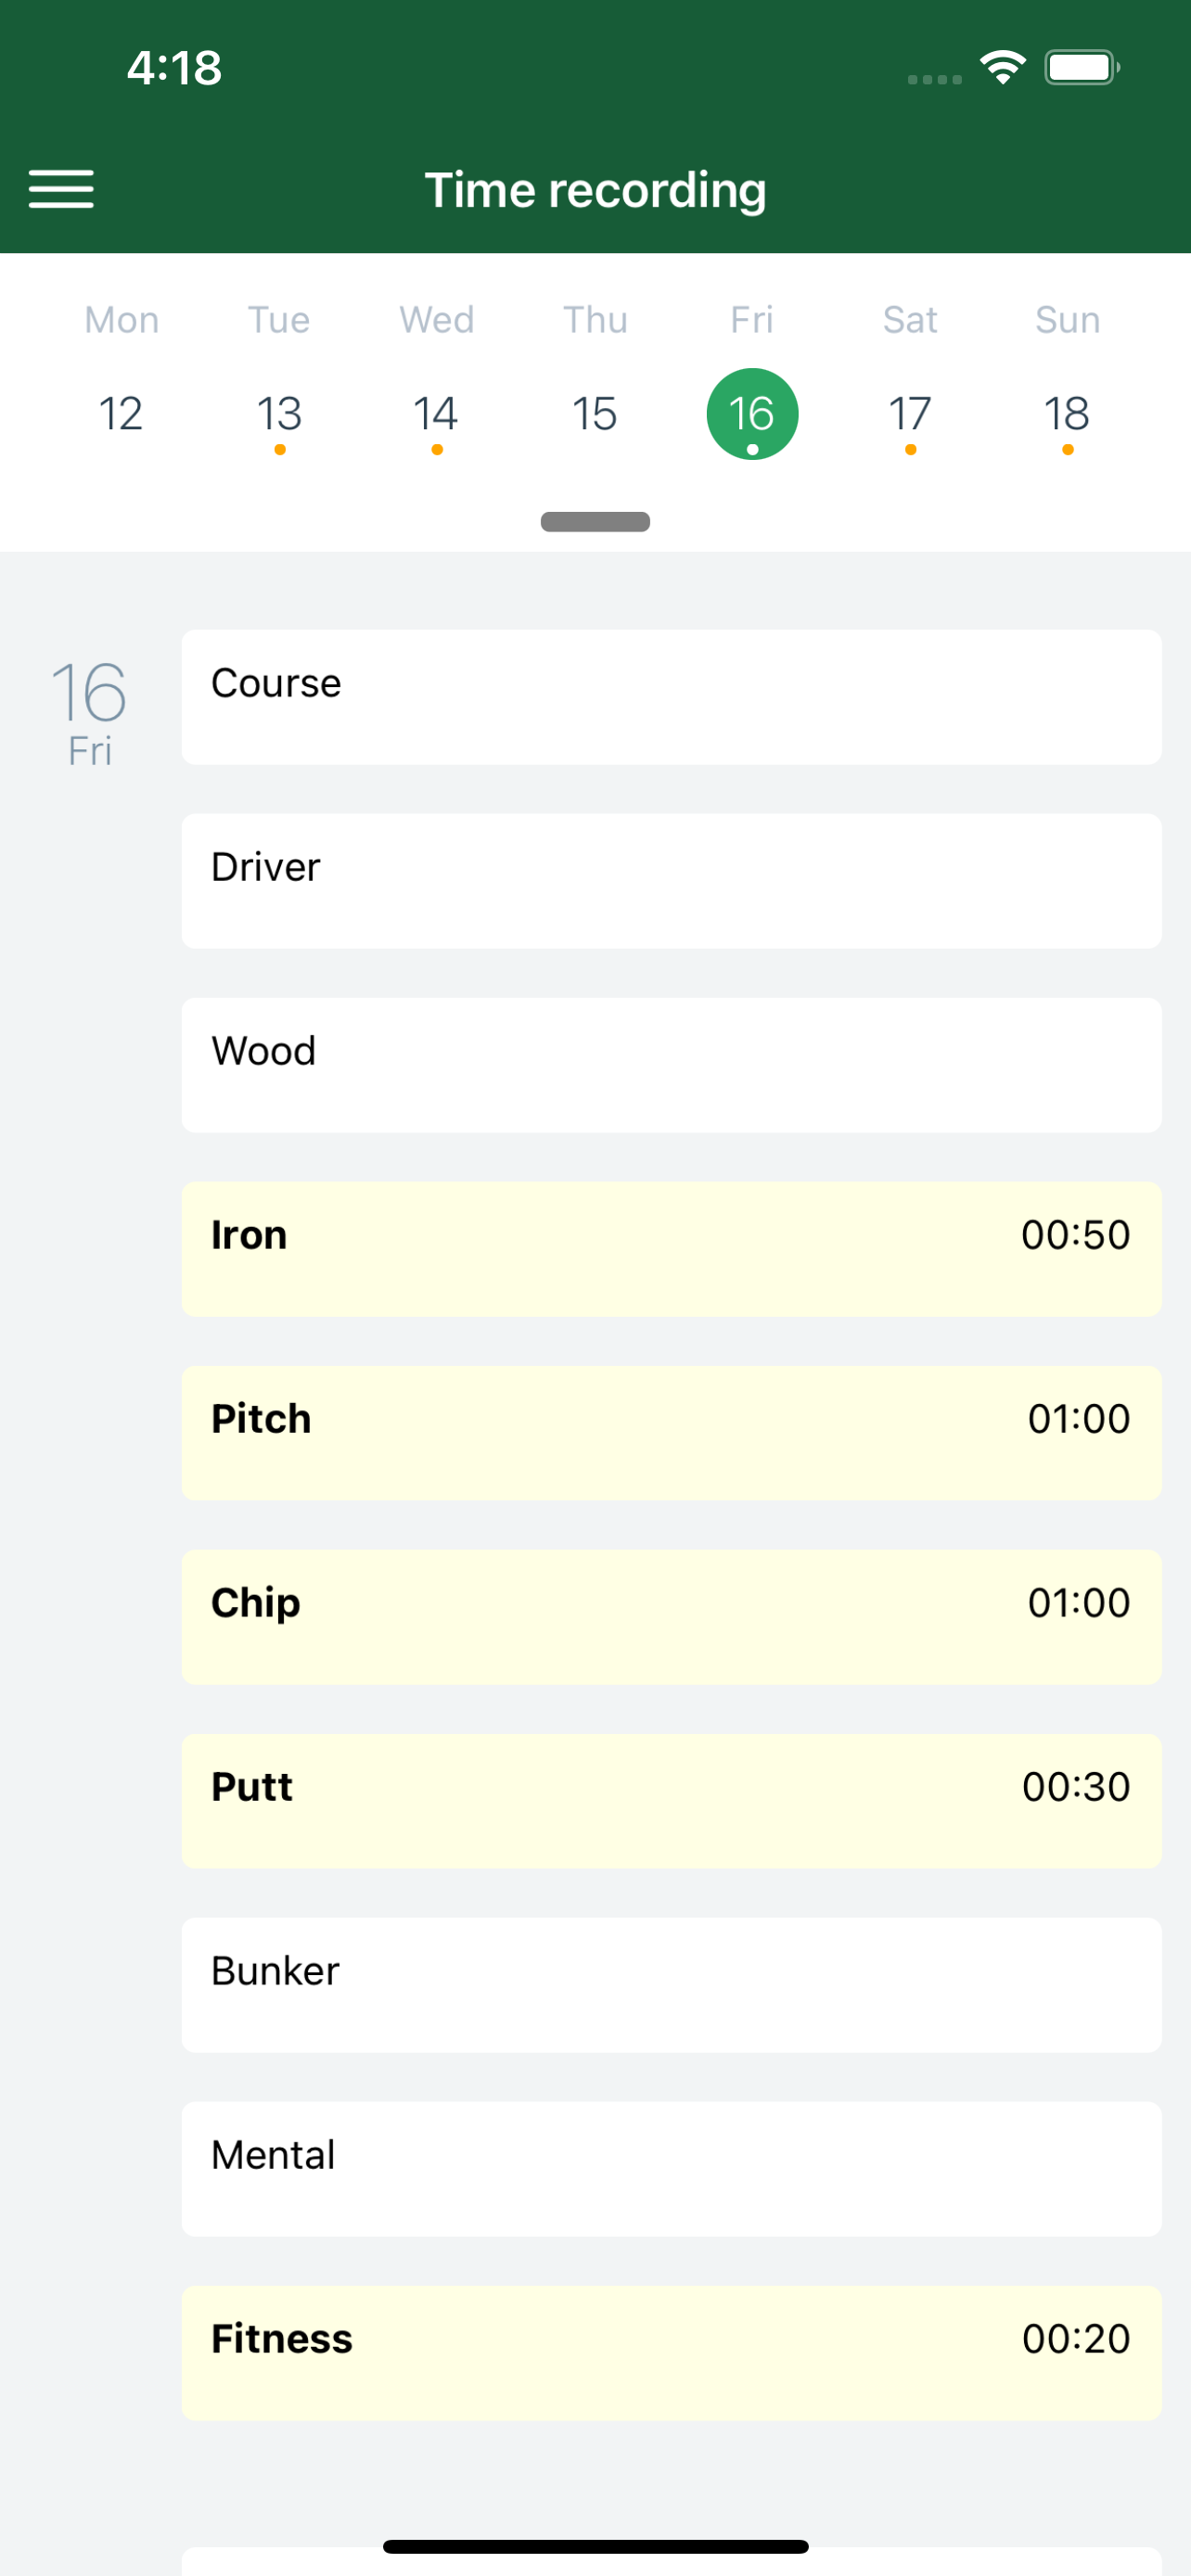 4:18
Time recording
Mon Tue Wed Thu Fri Sat Sun
12 13 14 15 16 17 18
16
Fri
Course
Driver
Wood
Iron 00:50
Pitch 01:00
Chip 01:00
Putt 00:30
Bunker
Mental
Fitness 00:20